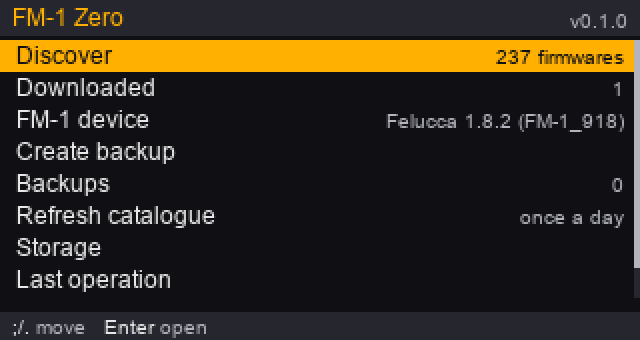 FM-1 Zero v0.1.0
Discover 237 firmwares
Downloaded 1
FM-1 device Felucca 1.8.2 (FM-1_918)
Create backup
Backups 0
Refresh catalogue once a day
Storage
Last operation
;/. move Enter open